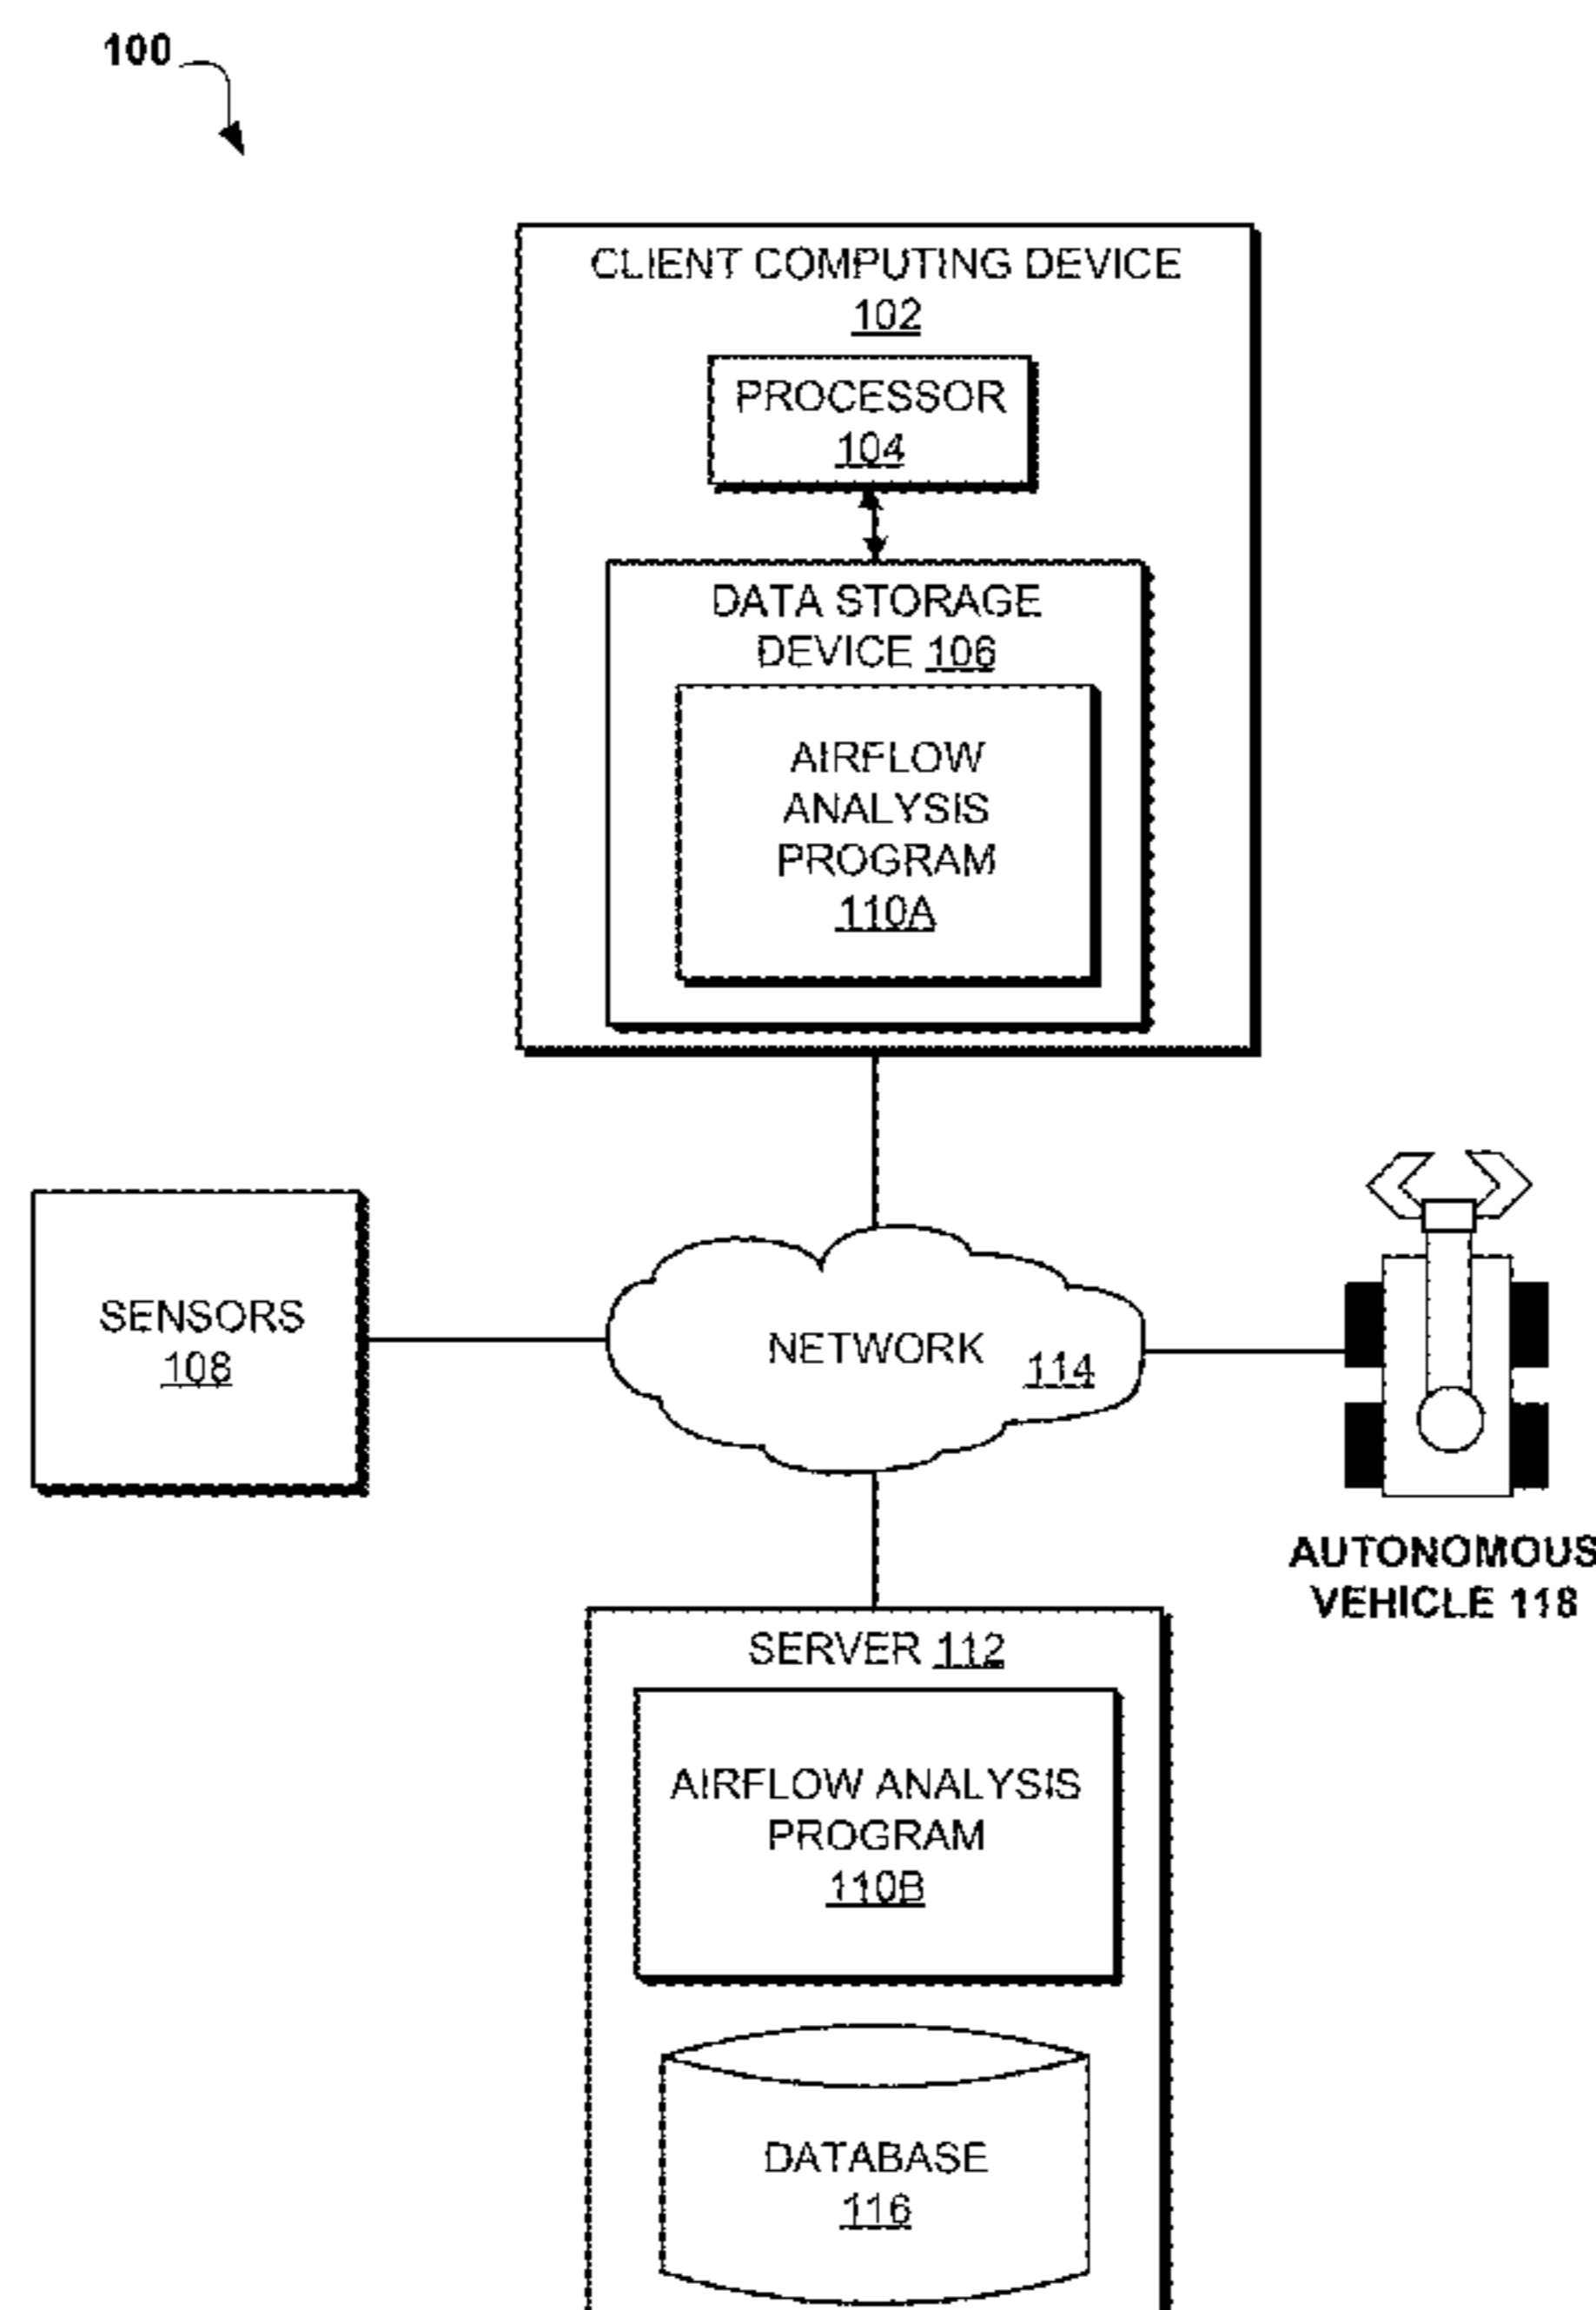 100
CLIENT COMPUTING DEVICE
102
PROCESSOR
104
DATA STORAGE
DEVICE 106
AIRFLOW
ANALYSIS
PROGRAM
110A
SENSORS
108
NETWORK 114
AUTONOMOUS
VEHICLE 118
SERVER 112
AIRFLOW ANALYSIS
PROGRAM
110B
DATABASE
116